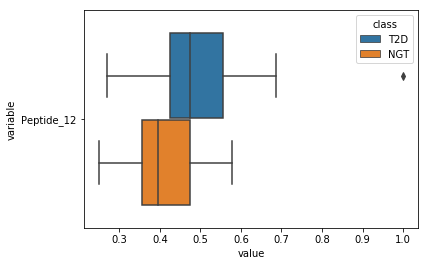 class
T2D
NGT
variable
Peptide_12
0.3 0.4 0.5 0.6 0.7 0.8 0.9 1.0
value